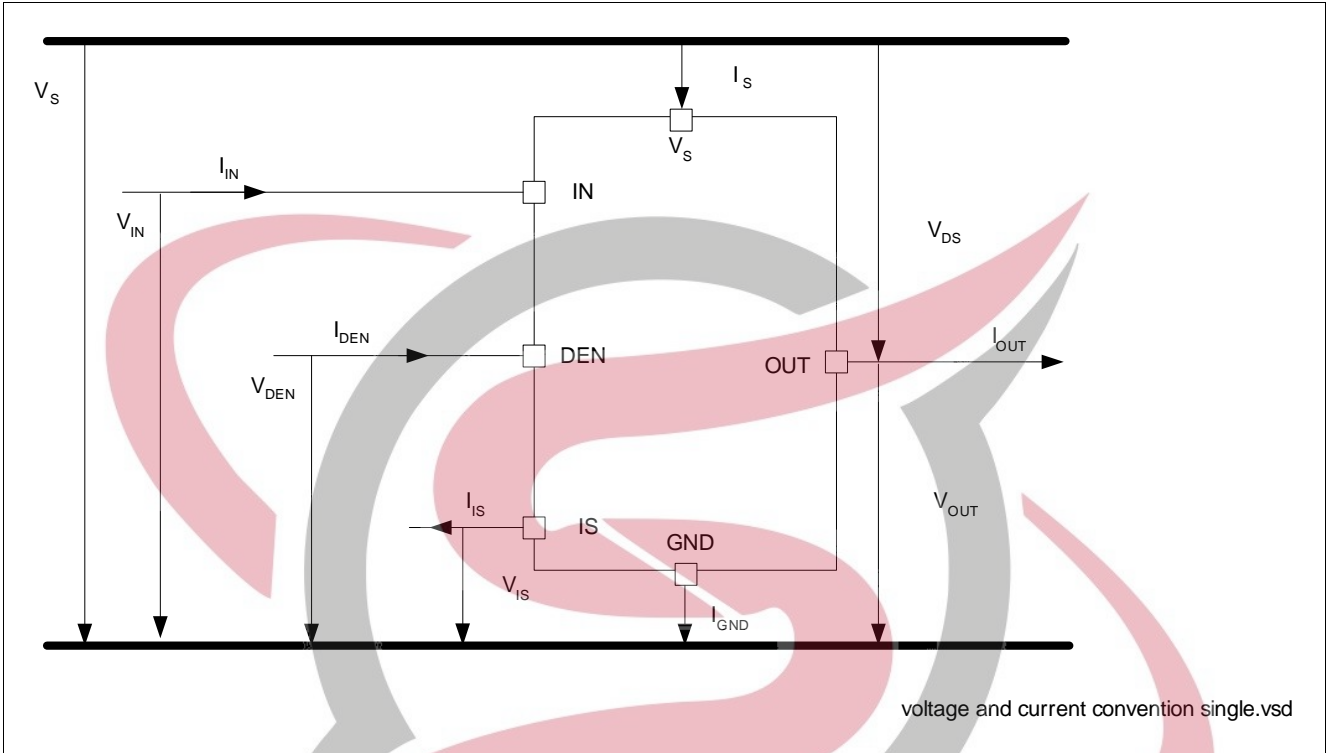 V_S
I_S
V_S
I_IN
IN
V_IN
V_DS
I_DEN
DEN
I_OUT
OUT
V_DEN
I_IS
IS
V_OUT
GND
V_IS
I_GND
voltage and current convention single.vsd